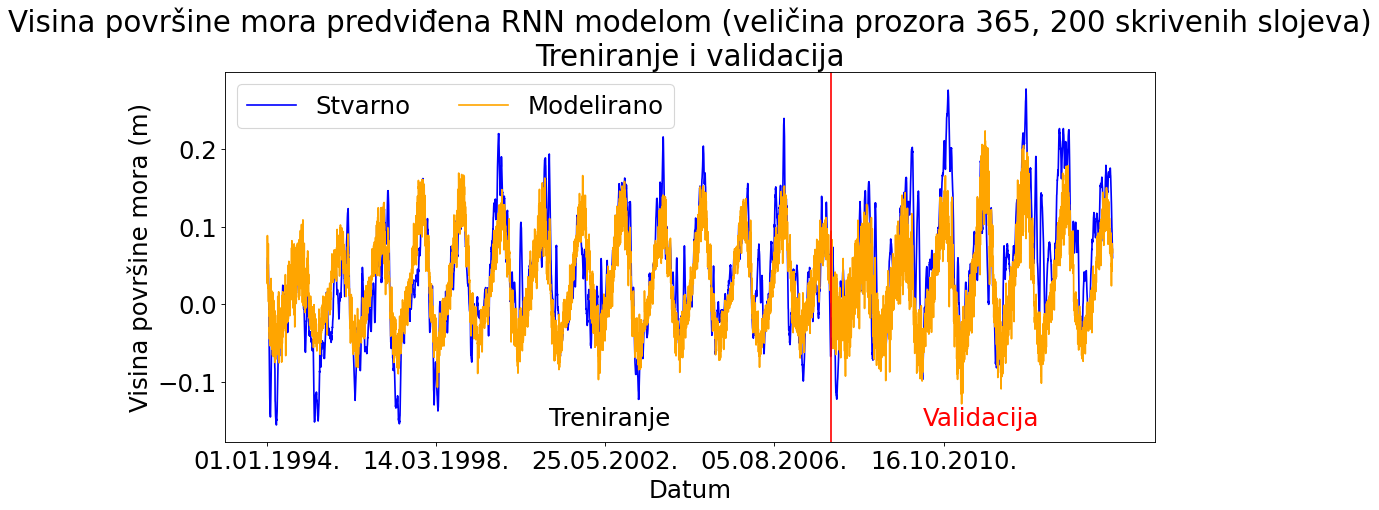 Visina površine mora predviđena RNN modelom (veličina prozora 365, 200 skrivenih slojeva)
Treniranje i validacija
Stvarno
Modelirano
Visina površine mora (m)
0.2
0.1
0.0
−0.1
Treniranje
Validacija
01.01.1994.
14.03.1998.
25.05.2002.
05.08.2006.
16.10.2010.
Datum